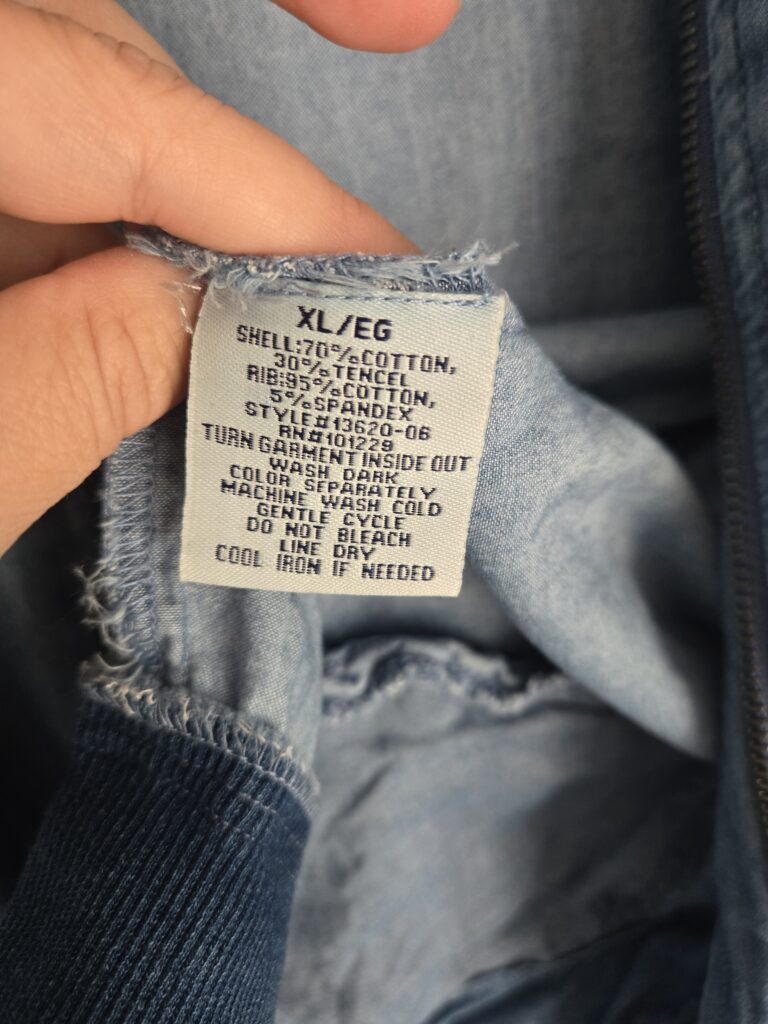 XL/EG
SHELL:70%COTTON,
30%TENCEL
RIB:95%COTTON,
5%SPANDEX
STYLE#13620-06
RN#101229
TURN GARMENT INSIDE OUT
WASH DARK
COLOR SEPARATELY
MACHINE WASH COLD
GENTLE CYCLE
DO NOT BLEACH
LINE DRY
COOL IRON IF NEEDED